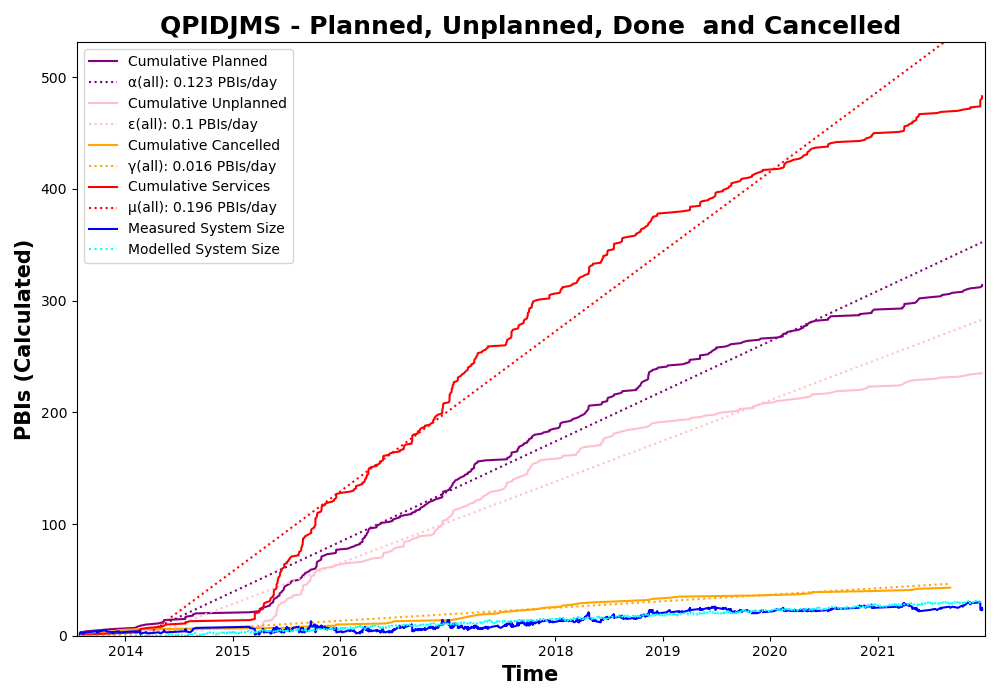 QPIDJMS - Planned, Unplanned, Done  and Cancelled
Cumulative Planned
α(all): 0.123 PBIs/day
Cumulative Unplanned
ε(all): 0.1 PBIs/day
Cumulative Cancelled
γ(all): 0.016 PBIs/day
Cumulative Services
μ(all): 0.196 PBIs/day
Measured System Size
Modelled System Size
PBIs (Calculated)
500
400
300
200
100
0
2014 2015 2016 2017 2018 2019 2020 2021
Time